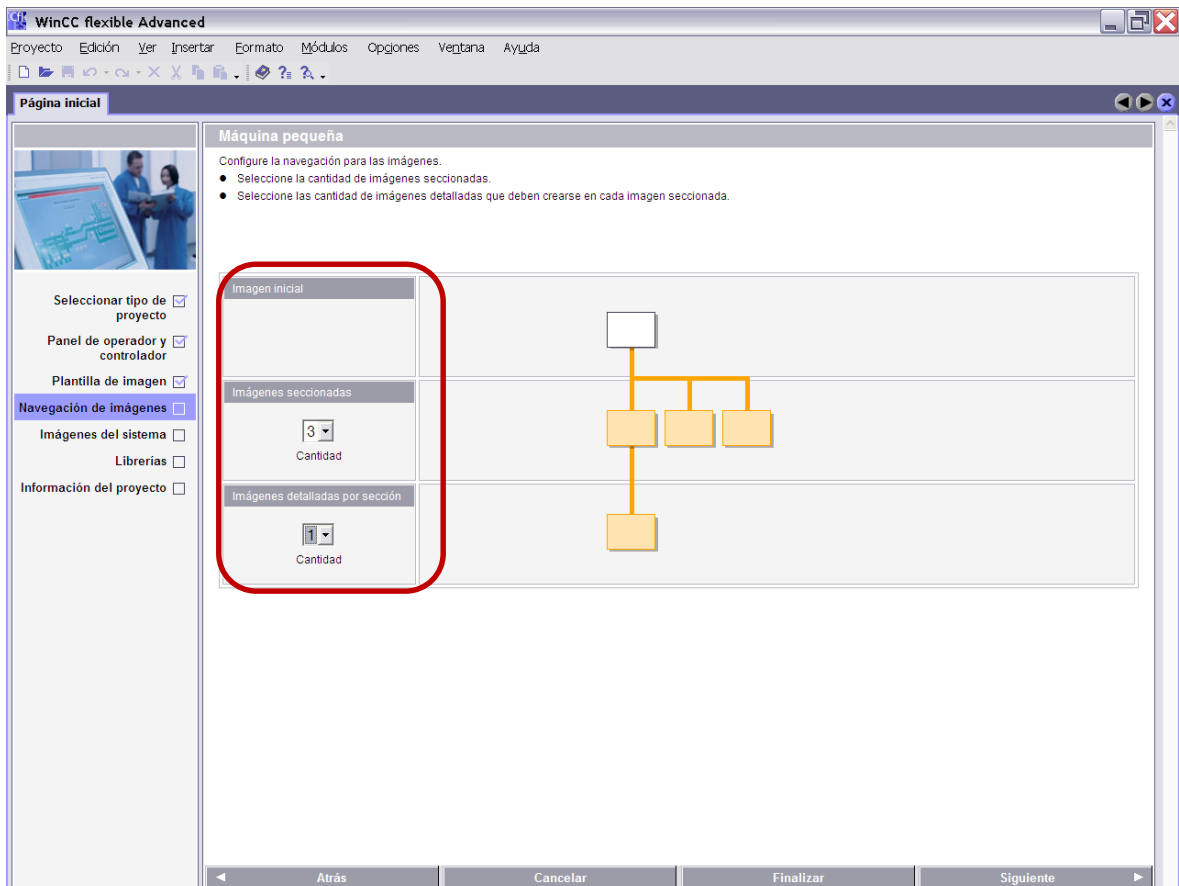 WinCC flexible Advanced
Proyecto Edición Ver Insertar Formato Módulos Opciones Ventana Ayuda
Página inicial
Máquina pequeña
Configure la navegación para las imágenes.
● Seleccione la cantidad de imágenes seccionadas.
● Seleccione las cantidad de imágenes detalladas que deben crearse en cada imagen seccionada.
Seleccionar tipo de
proyecto
Panel de operador y
controlador
Plantilla de imagen
Navegación de imágenes
Imágenes del sistema
Librerías
Información del proyecto
Imagen inicial
Imágenes seccionadas
3
Cantidad
Imágenes detalladas por sección
1
Cantidad
Atrás Cancelar Finalizar Siguiente